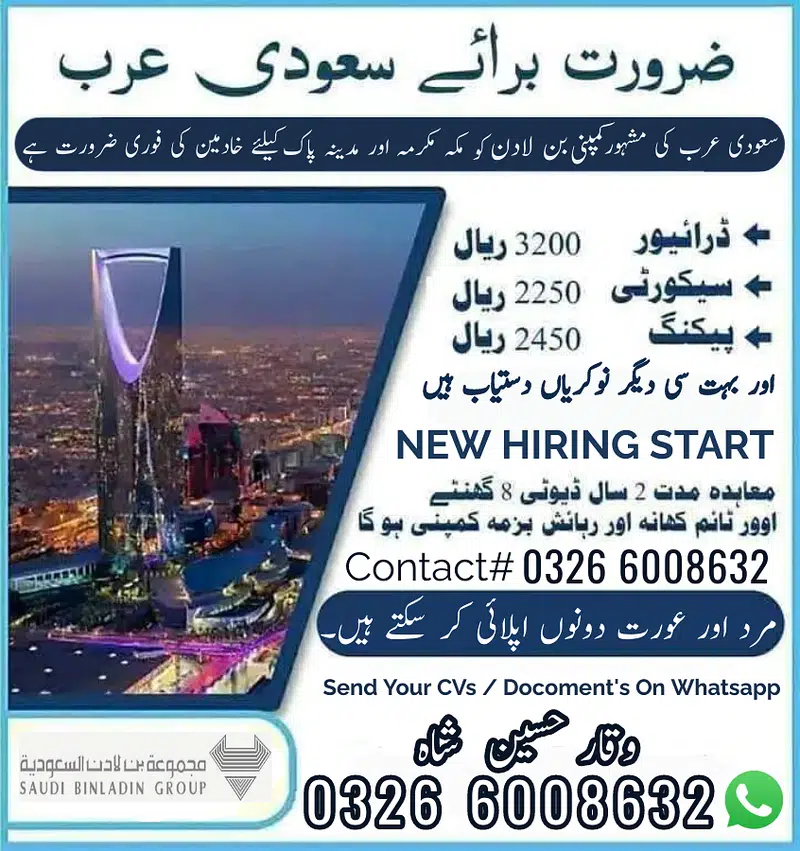 ضرورت برائے سعودی عرب
سعودی عرب کی مشہور کمپنی بن لادن کو مکہ مکرمہ اور مدینہ پاک کیلئے خادمین کی فوری ضرورت ہے
ڈرائیور 3200 ریال
سیکورٹی 2250 ریال
پیکنگ 2450 ریال
اور بہت سی دیگر نوکریاں دستیاب ہیں
NEW HIRING START
معاہدہ مدت 2 سال ڈیوٹی 8 گھنٹے
اوور ٹائم کھانہ اور رہائش بزمہ کمپنی ہو گا
Contact# 0326 6008632
مرد اور عورت دونوں اپلائی کر سکتے ہیں۔
Send Your CVs / Docoment's On Whatsapp
وقار حسین شاہ
0326 6008632
مجموعة بن لادن السعودية
SAUDI BINLADIN GROUP